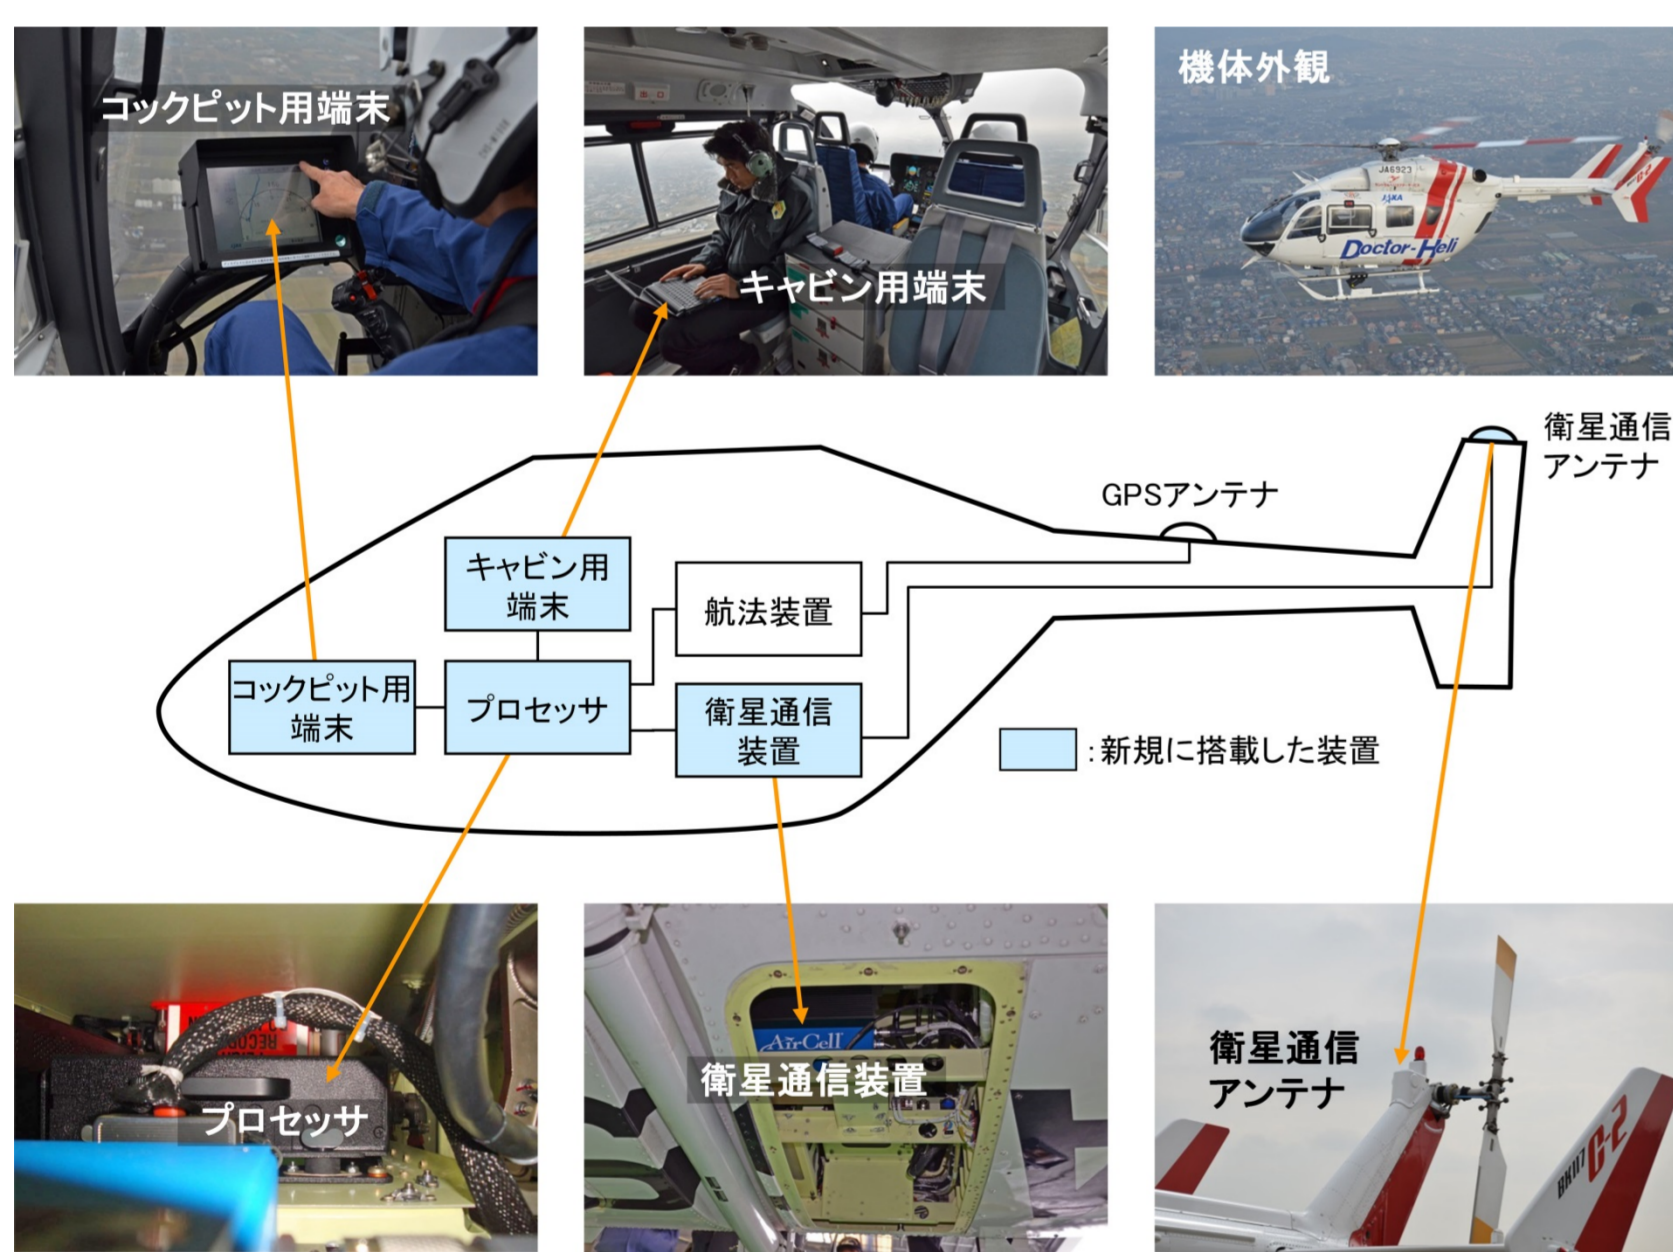 コックピット用端末
出口
キャビン用端末
機体外観
JA6923
JAXA
Doctor-Heli
衛星通信
アンテナ
GPSアンテナ
キャビン用
端末
航法装置
コックピット用
端末
プロセッサ
衛星通信
装置
:新規に搭載した装置
RECORD
プロセッサ
AirCell
衛星通信装置
衛星通信
アンテナ
BK117 C-2